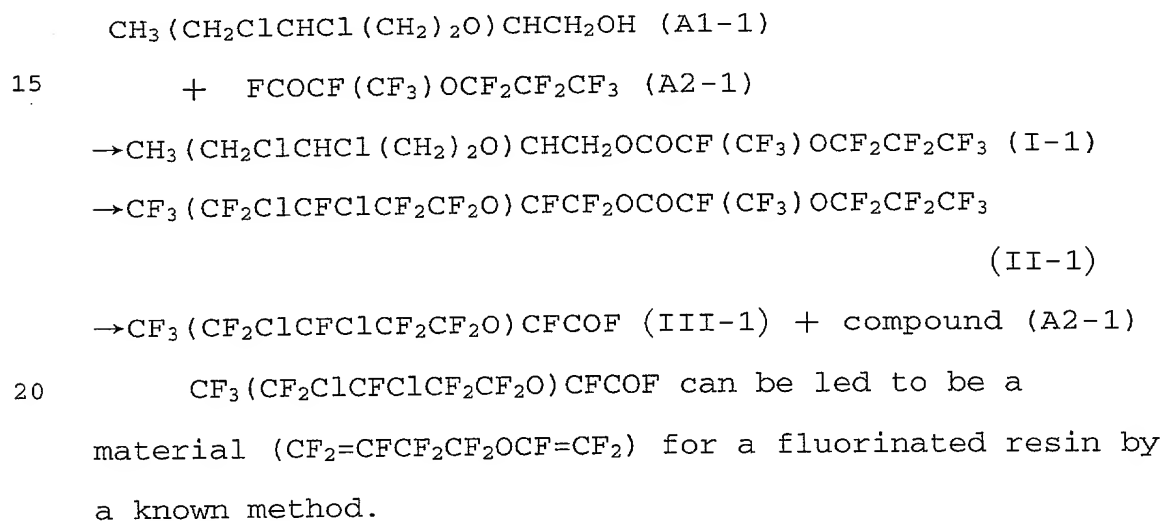 CH₃(CH₂ClCHCl(CH₂)₂O)CHCH₂OH (A1-1)
15 + FCOCF(CF₃)OCF₂CF₂CF₃ (A2-1)
→CH₃(CH₂ClCHCl(CH₂)₂O)CHCH₂OCOCF(CF₃)OCF₂CF₂CF₃ (I-1)
→CF₃(CF₂ClCFClCF₂CF₂O)CFCF₂OCOCF(CF₃)OCF₂CF₂CF₃
(II-1)
→CF₃(CF₂ClCFClCF₂CF₂O)CFCOF (III-1) + compound (A2-1)
20 CF₃(CF₂ClCFClCF₂CF₂O)CFCOF can be led to be a
material (CF₂=CFCF₂CF₂OCF=CF₂) for a fluorinated resin by
a known method.